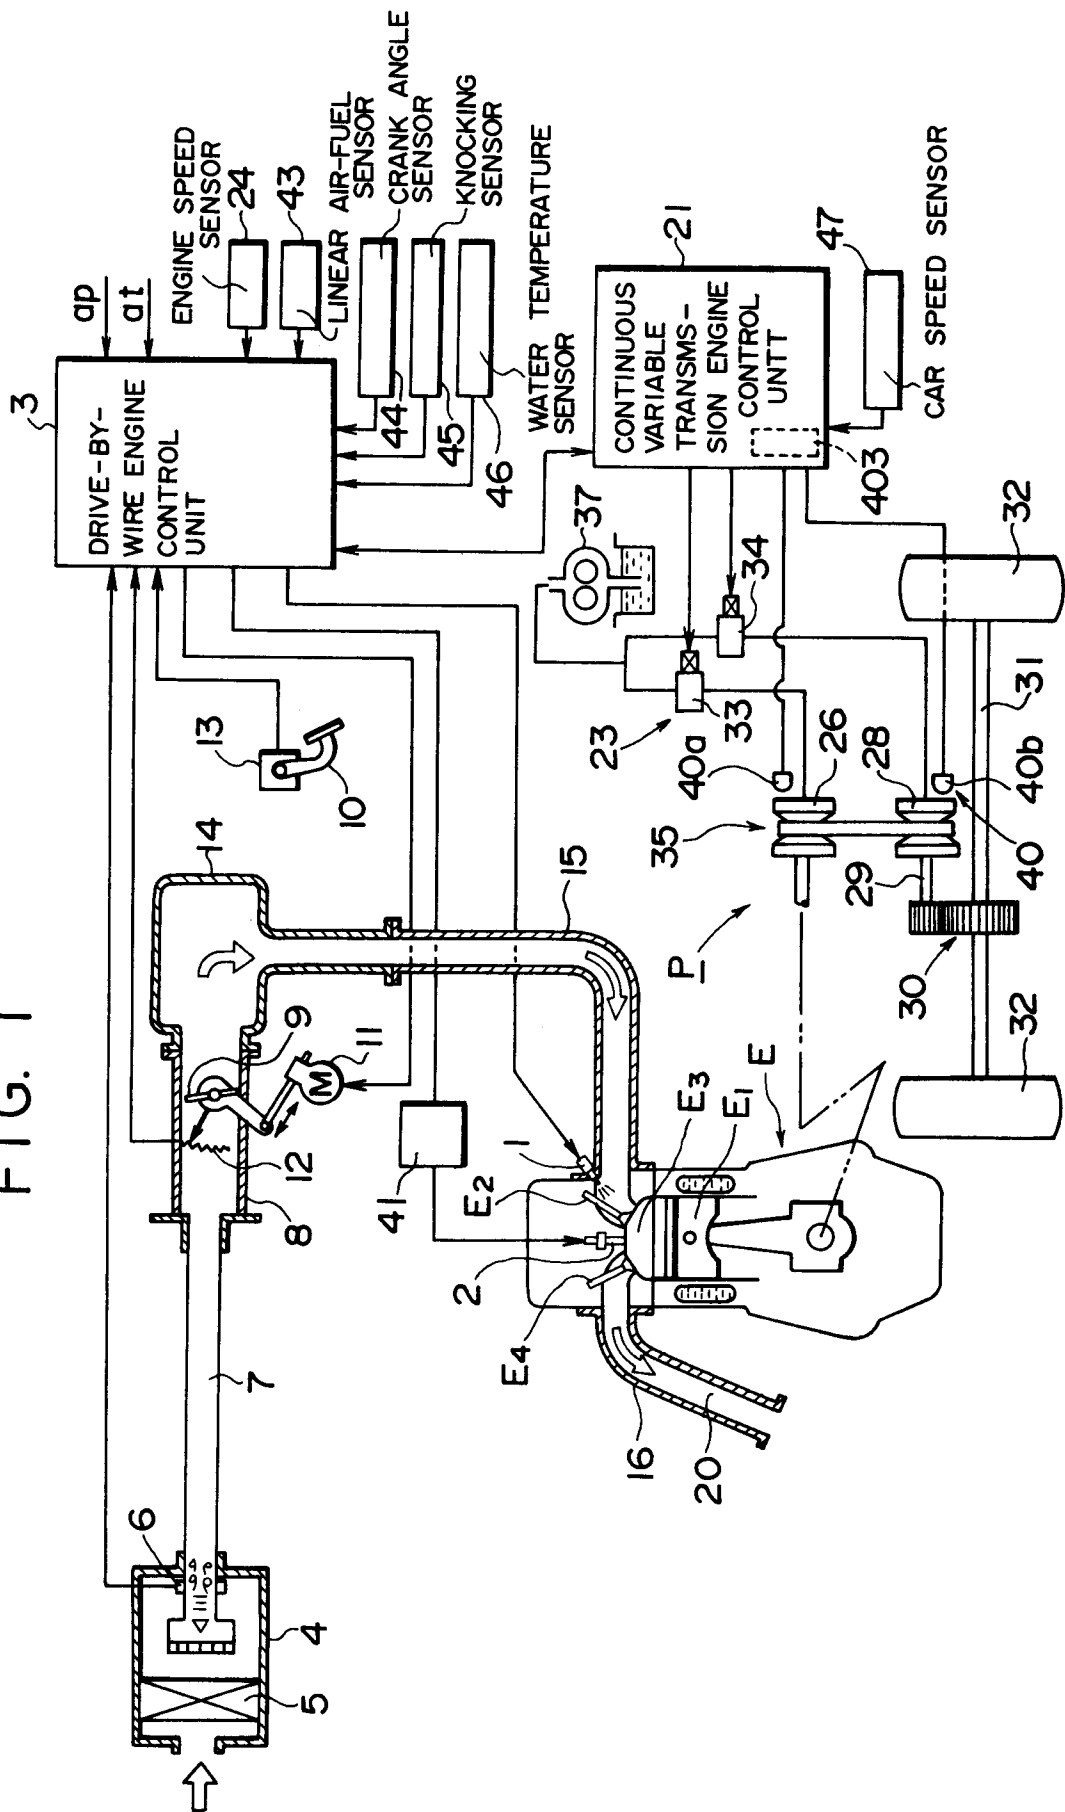 FIG. 1
3
DRIVE-BY-
WIRE ENGINE
CONTROL
UNIT
ap
at
ENGINE SPEED
SENSOR
24
43
LINEAR AIR-FUEL
SENSOR
44
CRANK ANGLE
SENSOR
45
KNOCKING
SENSOR
46
WATER TEMPERATURE
SENSOR
21
CONTINUOUS
VARIABLE
TRANSMS-
SION ENGINE
CONTROL
UNTT
403
47
CAR SPEED SENSOR
13
10
14
15
9
11
M
12
8
7
6
5
4
41
1
2
E2
E4
E3
E1
E
16
20
P
37
34
33
23
40a
26
35
28
40b
40
29
30
31
32
32